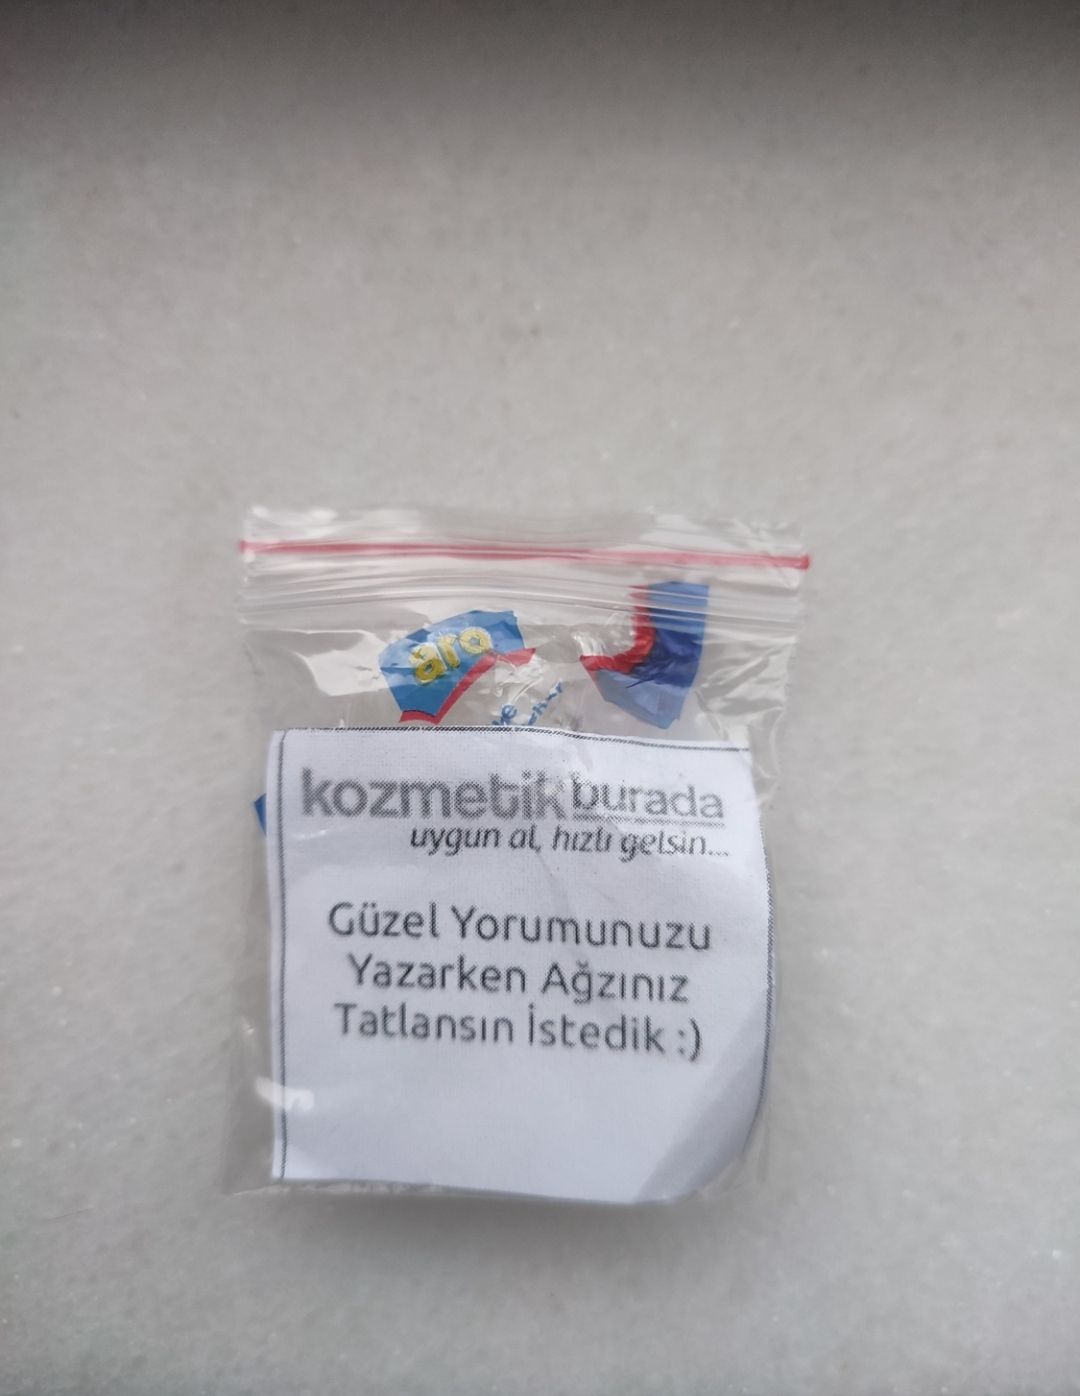 aro
kozmetikburada
uygun al, hızlı gelsin...
Güzel Yorumunuzu
Yazarken Ağzınız
Tatlansın İstedik :)